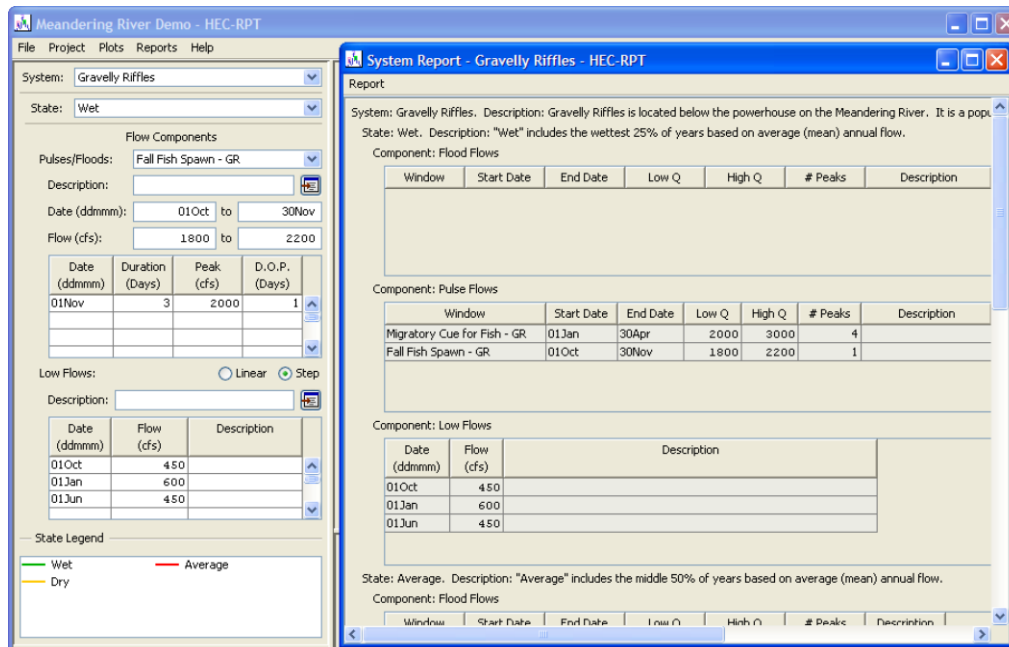 Meandering River Demo - HEC-RPT
File Project Plots Reports Help
System: Gravelly Riffles
State: Wet
Flow Components
Pulses/Floods: Fall Fish Spawn - GR
Description:
Date (ddmmm): 01Oct to 30Nov
Flow (cfs): 1800 to 2200
Date (ddmmm) Duration (Days) Peak (cfs) D.O.P. (Days)
01Nov 3 2000 1
Low Flows: Linear Step
Description:
Date (ddmmm) Flow (cfs) Description
01Oct 450
01Jan 600
01Jun 450
State Legend
Wet Average
Dry
System Report - Gravelly Riffles - HEC-RPT
Report
System: Gravelly Riffles. Description: Gravelly Riffles is located below the powerhouse on the Meandering River. It is a popu
State: Wet. Description: "Wet" includes the wettest 25% of years based on average (mean) annual flow.
Component: Flood Flows
Window Start Date End Date Low Q High Q # Peaks Description
Component: Pulse Flows
Window Start Date End Date Low Q High Q # Peaks Description
Migratory Cue for Fish - GR 01Jan 30Apr 2000 3000 4
Fall Fish Spawn - GR 01Oct 30Nov 1800 2200 1
Component: Low Flows
Date (ddmmm) Flow (cfs) Description
01Oct 450
01Jan 600
01Jun 450
State: Average. Description: "Average" includes the middle 50% of years based on average (mean) annual flow.
Component: Flood Flows
Window Start Date End Date Low Q High Q # Peaks Description